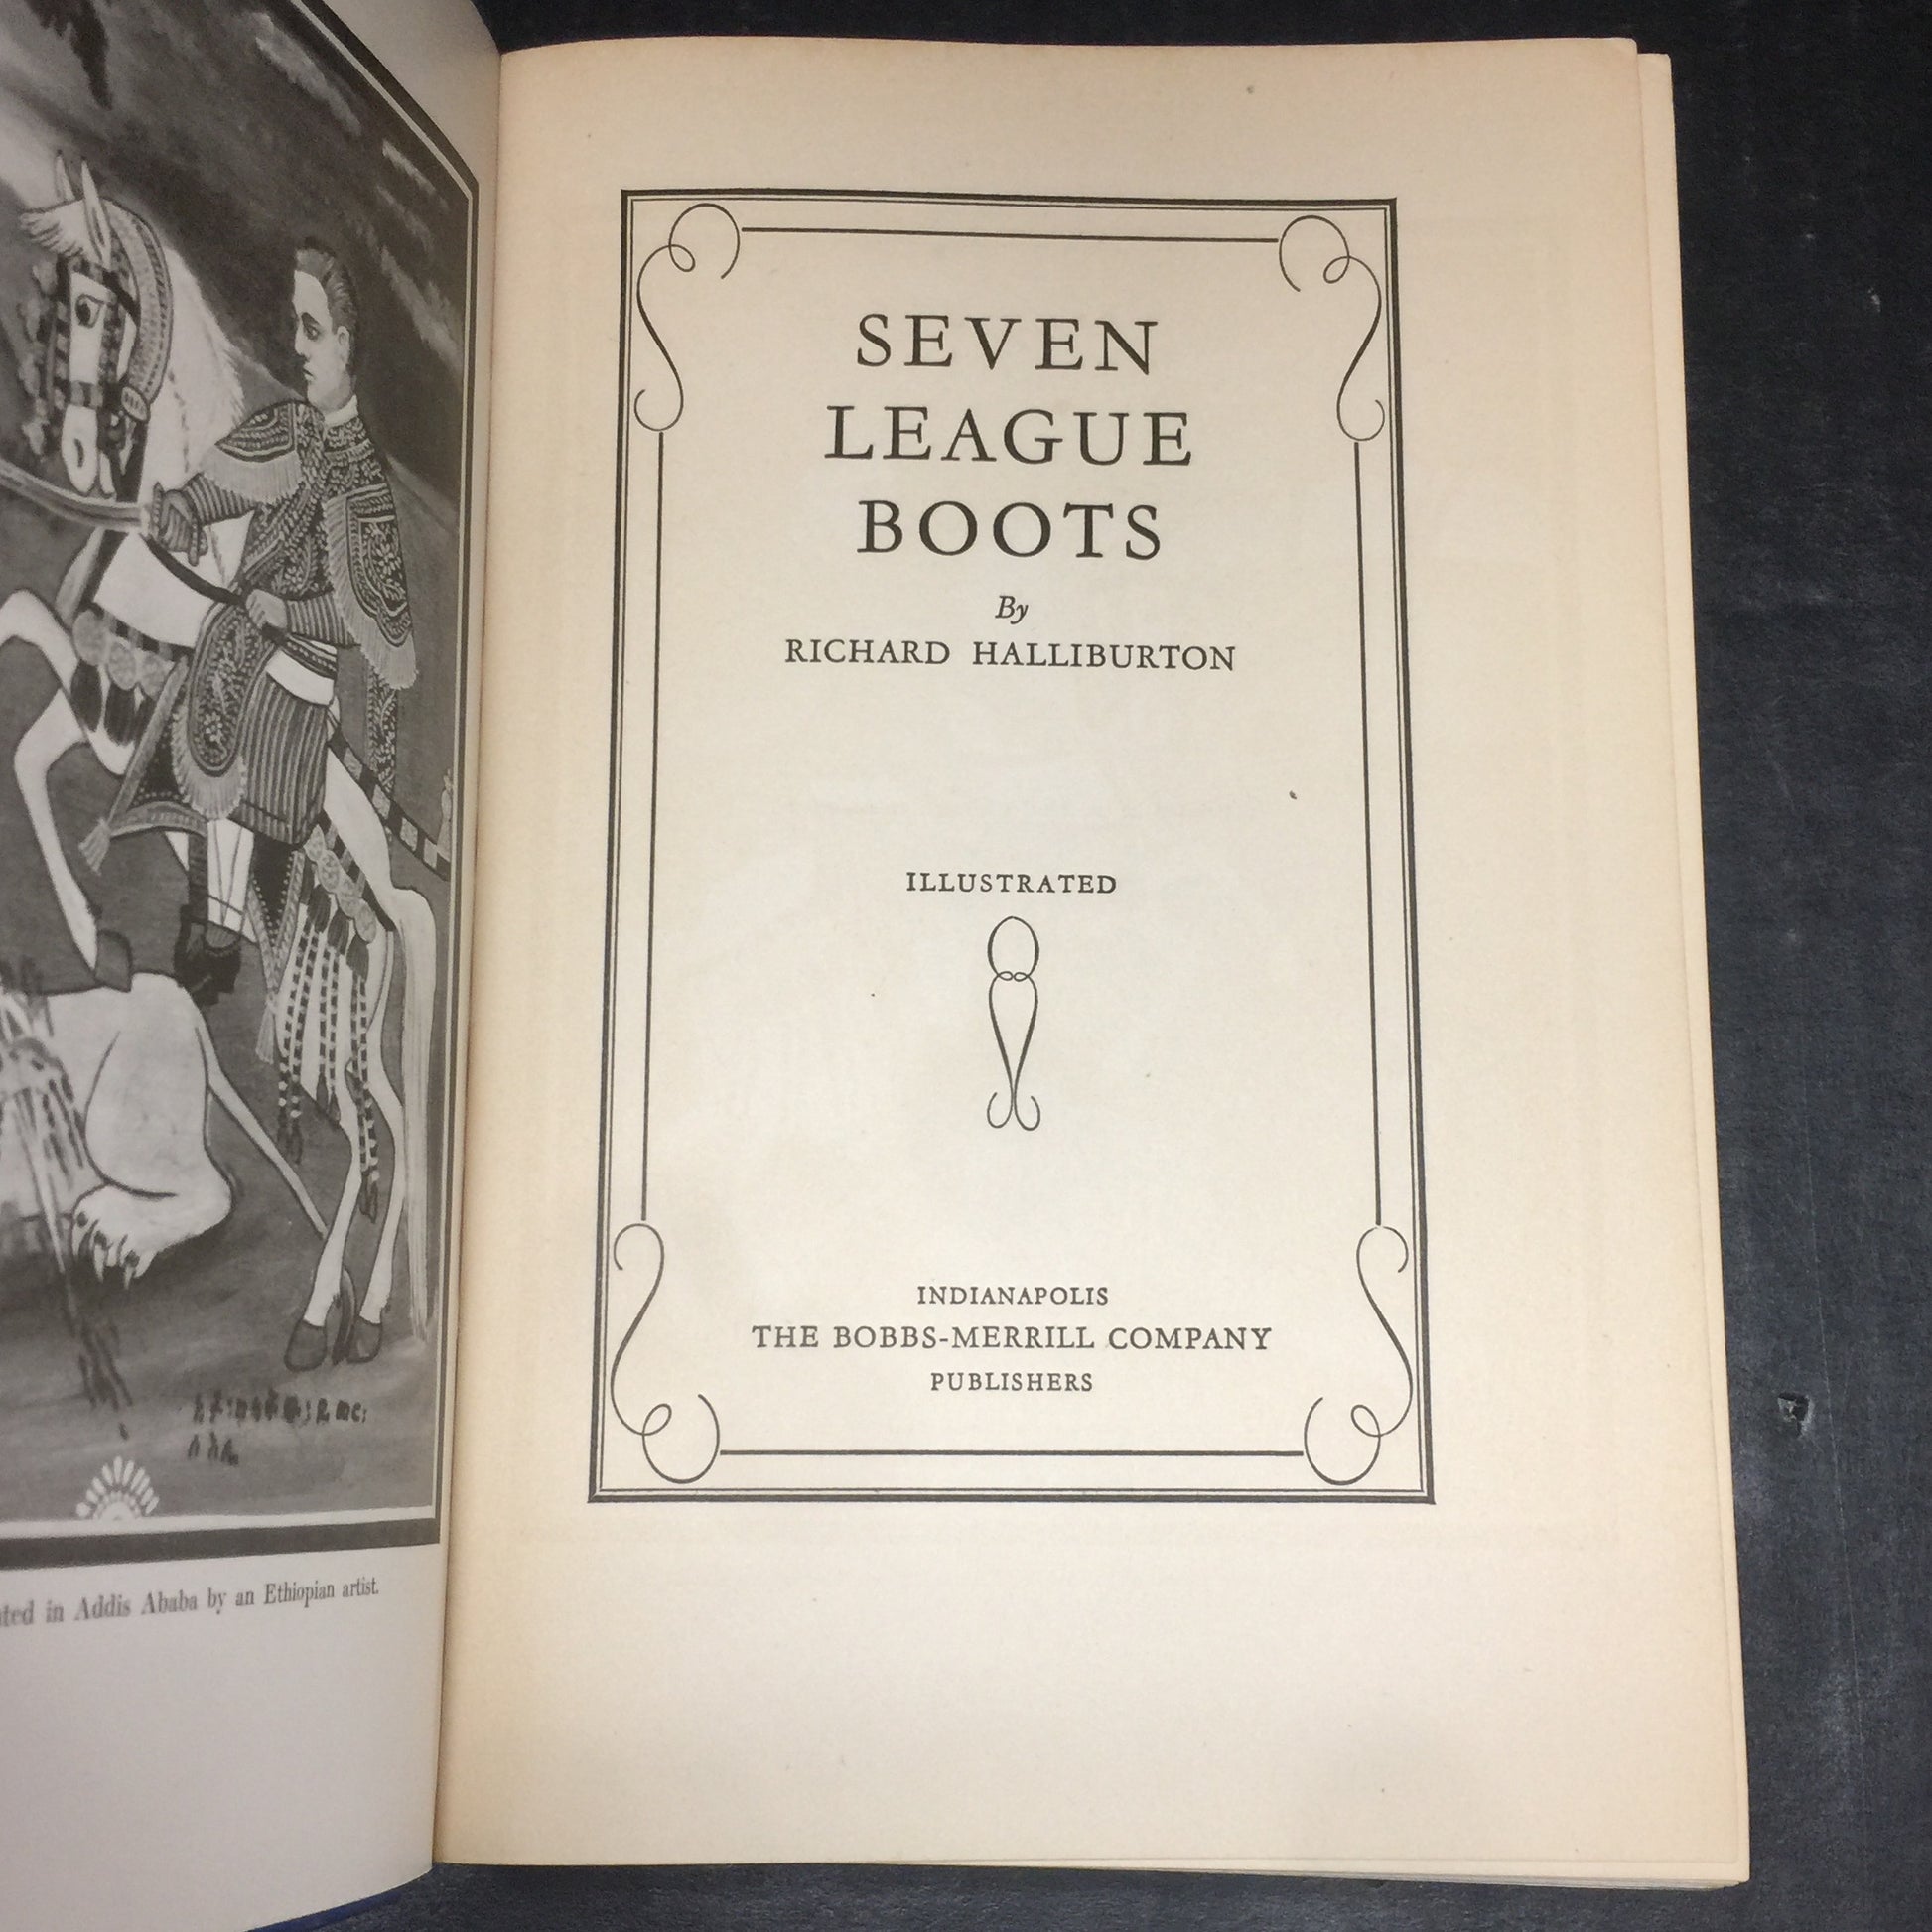 in Addis Ababa by an Ethiopian artist.
SEVEN
LEAGUE
BOOTS
By
RICHARD HALLIBURTON
ILLUSTRATED
INDIANAPOLIS
THE BOBBS-MERRILL COMPANY
PUBLISHERS